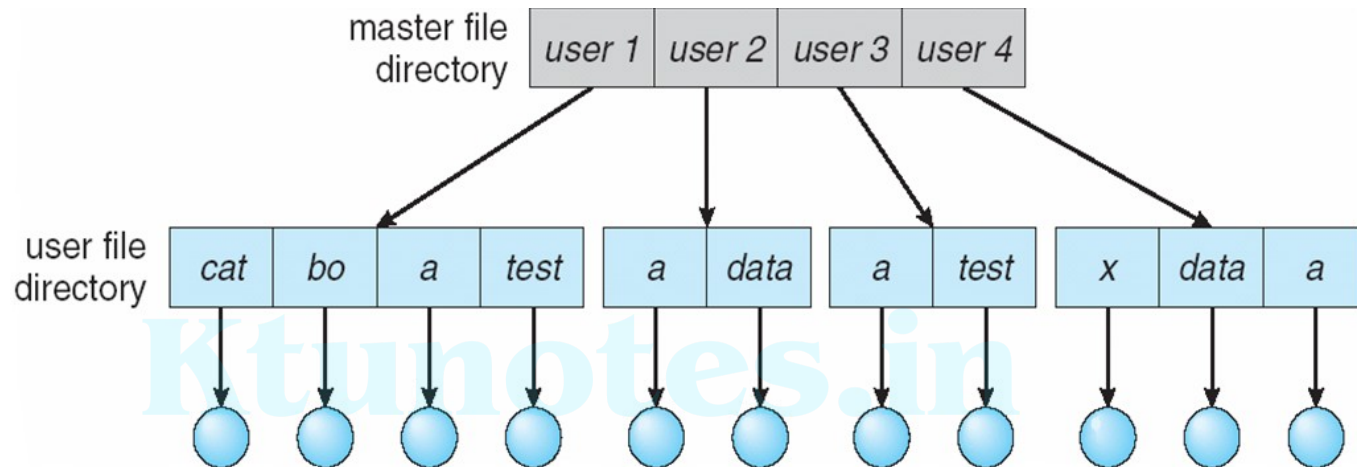 master file directory
user 1 user 2 user 3 user 4
user file directory
cat bo a test a data a test x data a
Ktunotes.in